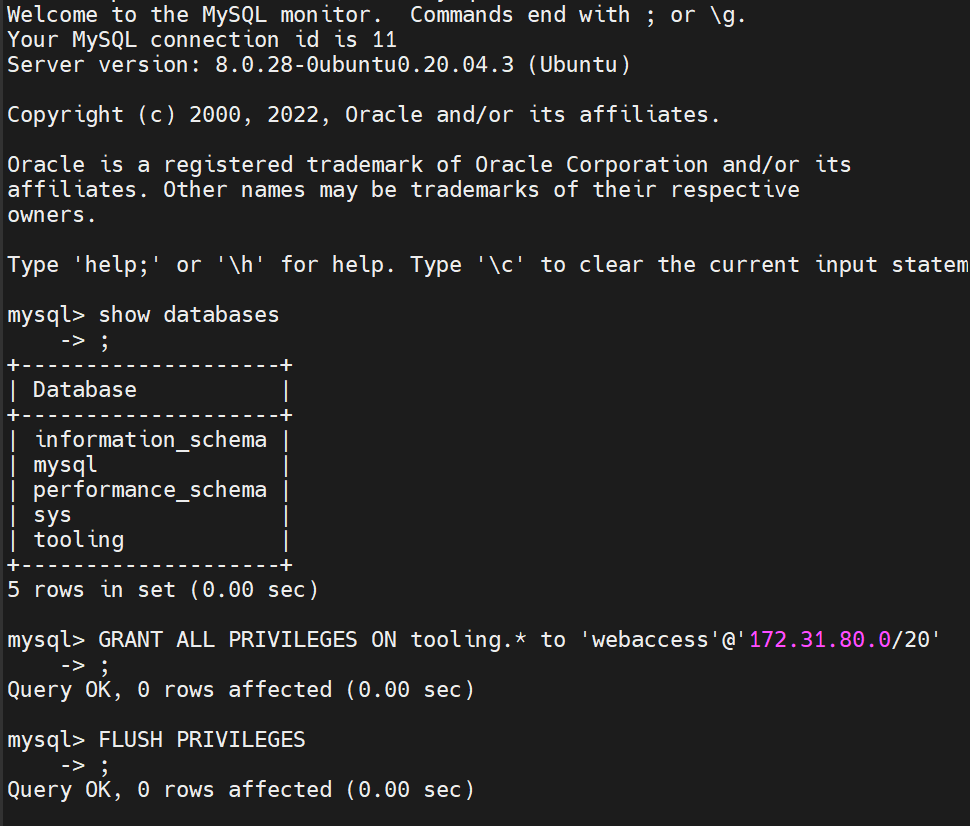 Welcome to the MySQL monitor.  Commands end with ; or \g.
Your MySQL connection id is 11
Server version: 8.0.28-0ubuntu0.20.04.3 (Ubuntu)
Copyright (c) 2000, 2022, Oracle and/or its affiliates.
Oracle is a registered trademark of Oracle Corporation and/or its
affiliates. Other names may be trademarks of their respective
owners.
Type 'help;' or '\h' for help. Type '\c' to clear the current input statem
mysql> show databases
    -> ;
+--------------------+
| Database           |
+--------------------+
| information_schema |
| mysql              |
| performance_schema |
| sys                |
| tooling            |
+--------------------+
5 rows in set (0.00 sec)
mysql> GRANT ALL PRIVILEGES ON tooling.* to 'webaccess'@'172.31.80.0/20'
    -> ;
Query OK, 0 rows affected (0.00 sec)
mysql> FLUSH PRIVILEGES
    -> ;
Query OK, 0 rows affected (0.00 sec)